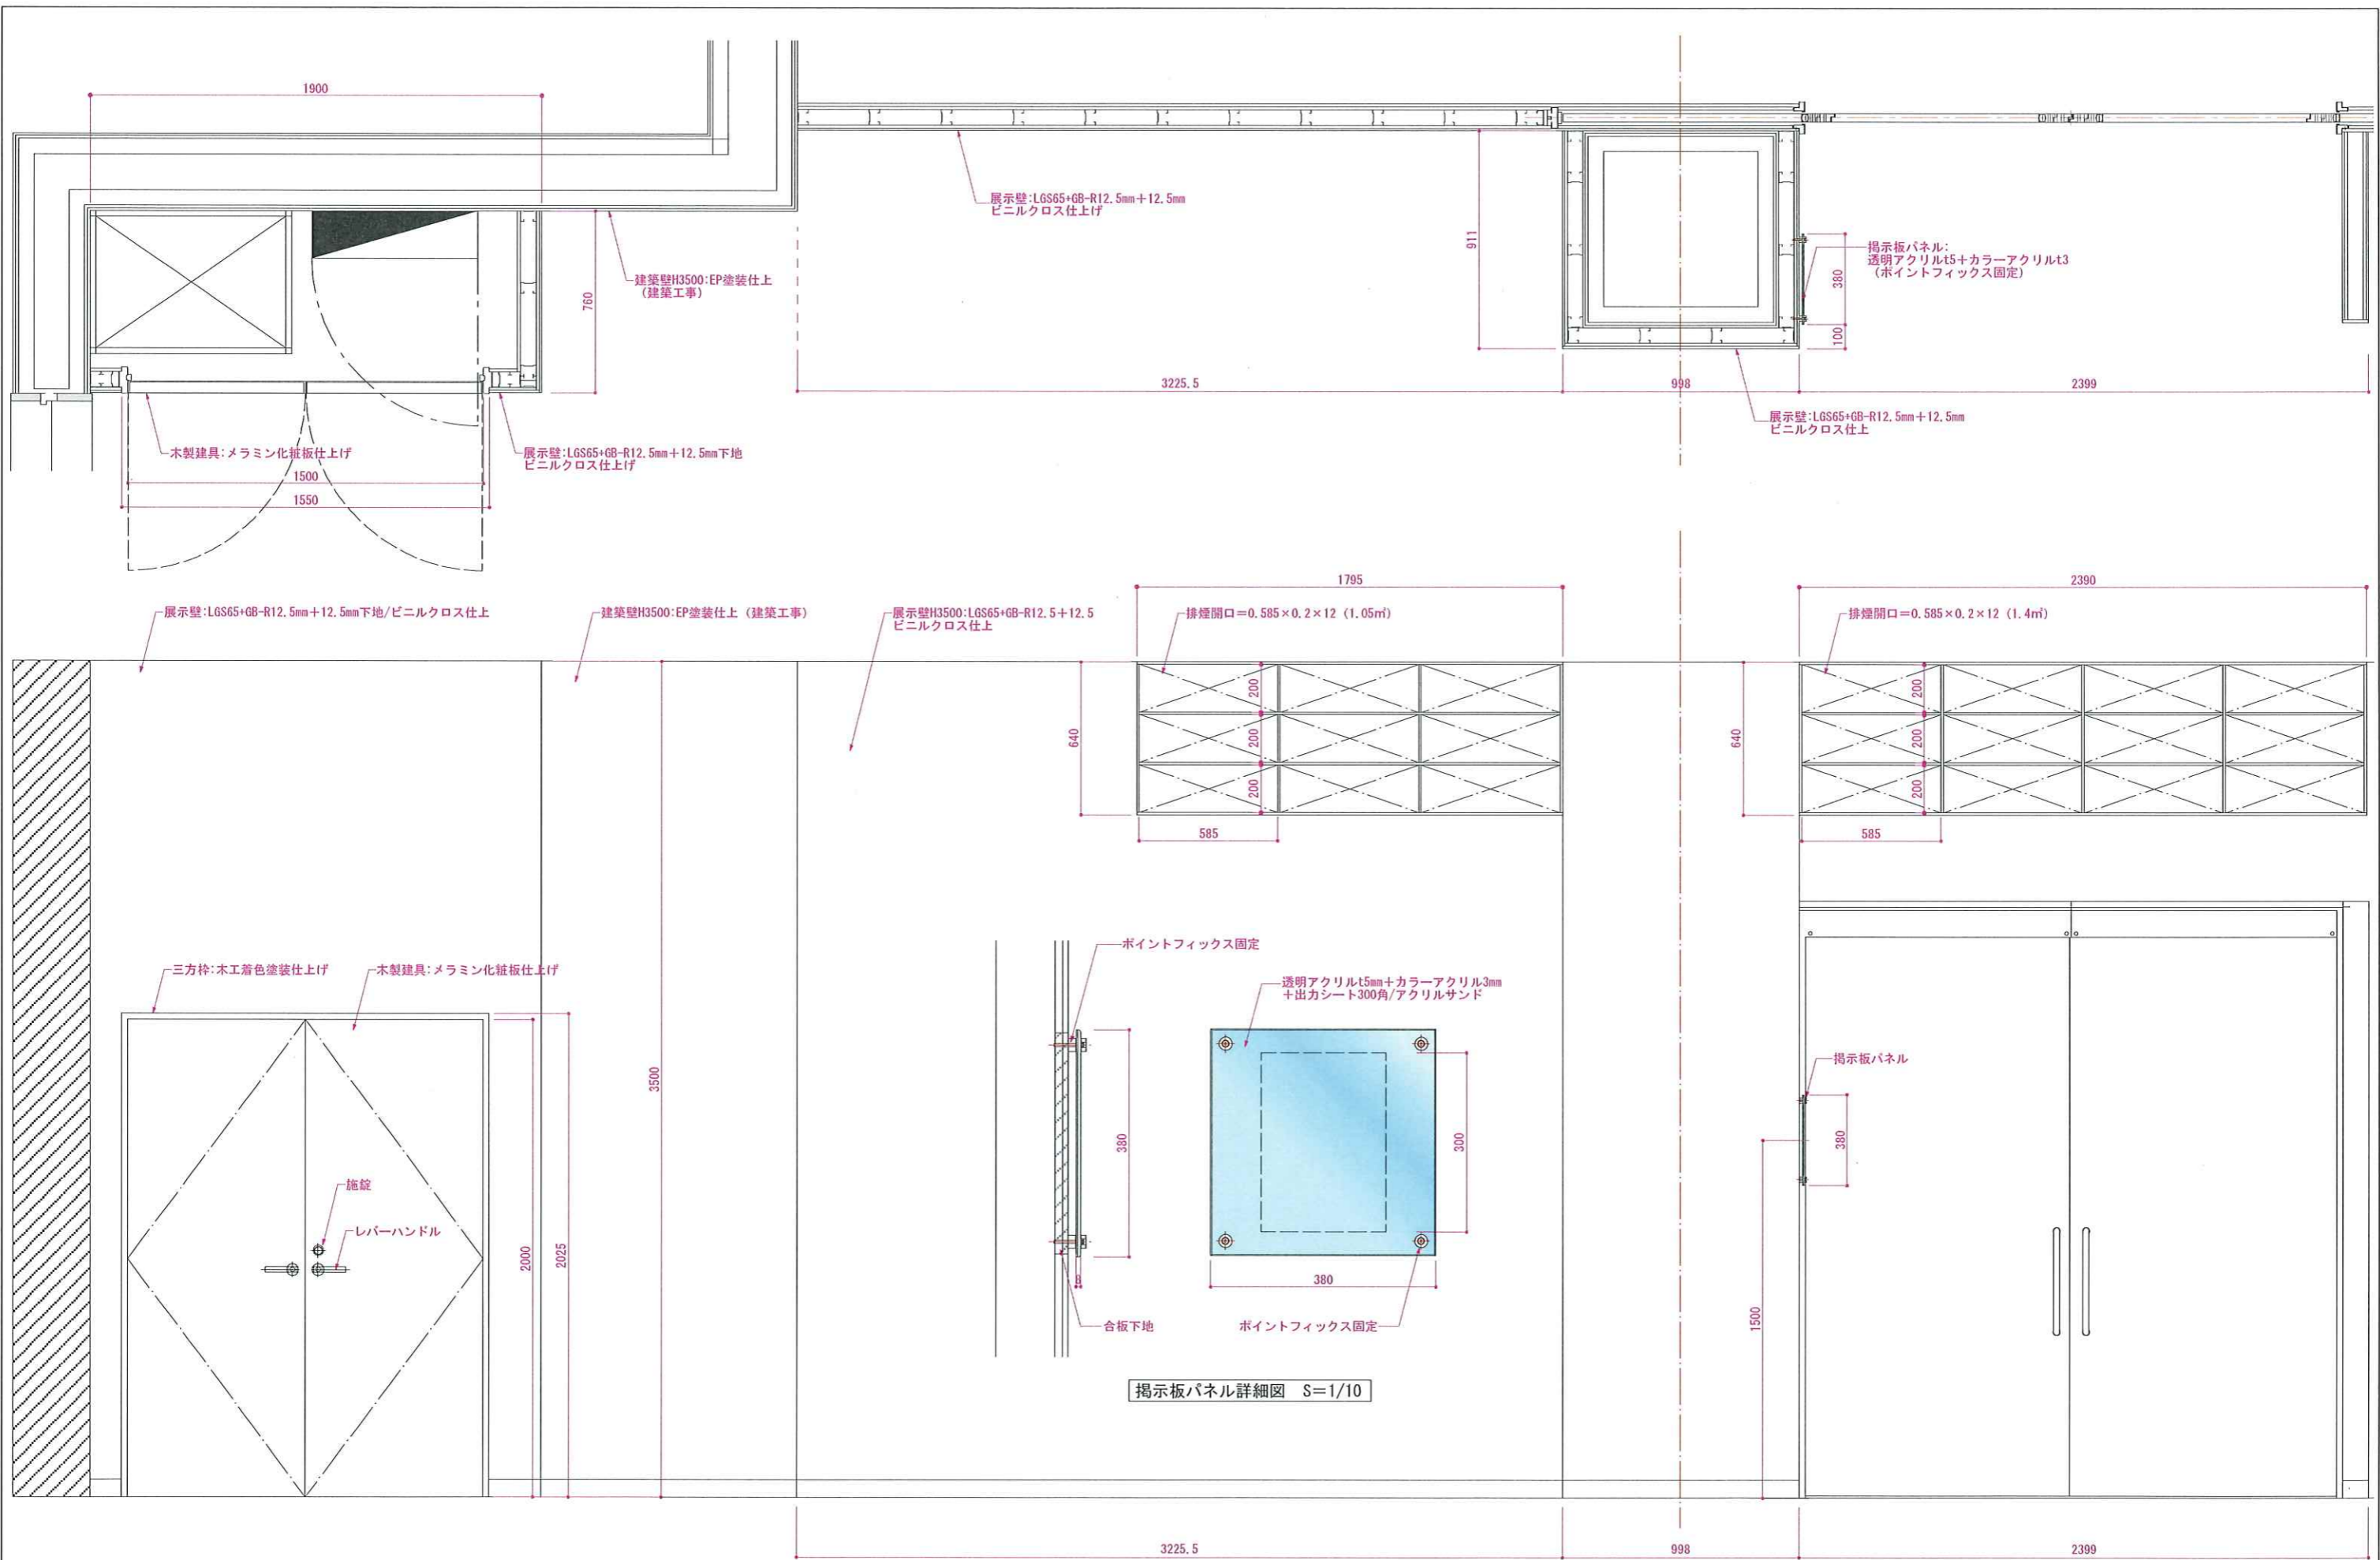 1900
展示壁:LGS65+GB-R12.5mm+12.5mm
ビニルクロス仕上げ
建築壁H3500:EP塗装仕上
(建築工事)
760
911
掲示板パネル:
透明アクリルt5+カラーアクリルt3
(ポイントフィックス固定)
380
100
3225.5
998
2399
展示壁:LGS65+GB-R12.5mm+12.5mm
ビニルクロス仕上
木製建具:メラミン化粧板仕上げ
展示壁:LGS65+GB-R12.5mm+12.5mm下地
ビニルクロス仕上げ
1500
1550
1795
2390
展示壁:LGS65+GB-R12.5mm+12.5mm下地/ビニルクロス仕上
建築壁H3500:EP塗装仕上(建築工事)
展示壁H3500:LGS65+GB-R12.5+12.5
ビニルクロス仕上
排煙開口=0.585×0.2×12 (1.05㎡)
排煙開口=0.585×0.2×12 (1.4㎡)
640
200
200
200
585
640
200
200
200
585
三方枠:木工着色塗装仕上げ
木製建具:メラミン化粧板仕上げ
施錠
レバーハンドル
2000
2025
3500
ポイントフィックス固定
透明アクリルt5mm+カラーアクリル3mm
+出力シート300角/アクリルサンド
380
8
300
380
合板下地
ポイントフィックス固定
掲示板パネル詳細図 S=1/10
掲示板パネル
380
1500
3225.5
998
2399